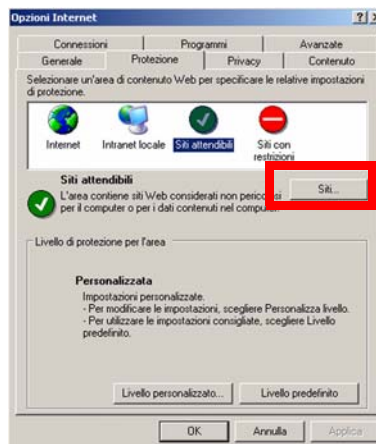 Opzioni Internet
Connessioni Programmi Avanzate
Generale Protezione Privacy Contenuto
Selezionare un'area di contenuto Web per specificare le relative impostazioni
di protezione.
Internet Intranet locale Siti attendibili Siti con
restrizioni
Siti attendibili
L'area contiene siti Web considerati non pericolosi
per il computer o per i dati contenuti nel computer.
Siti...
Livello di protezione per l'area
Personalizzata
Impostazioni personalizzate.
- Per modificare le impostazioni, scegliere Personalizza livello.
- Per utilizzare le impostazioni consigliate, scegliere Livello
predefinito.
Livello personalizzato... Livello predefinito
OK Annulla Applica